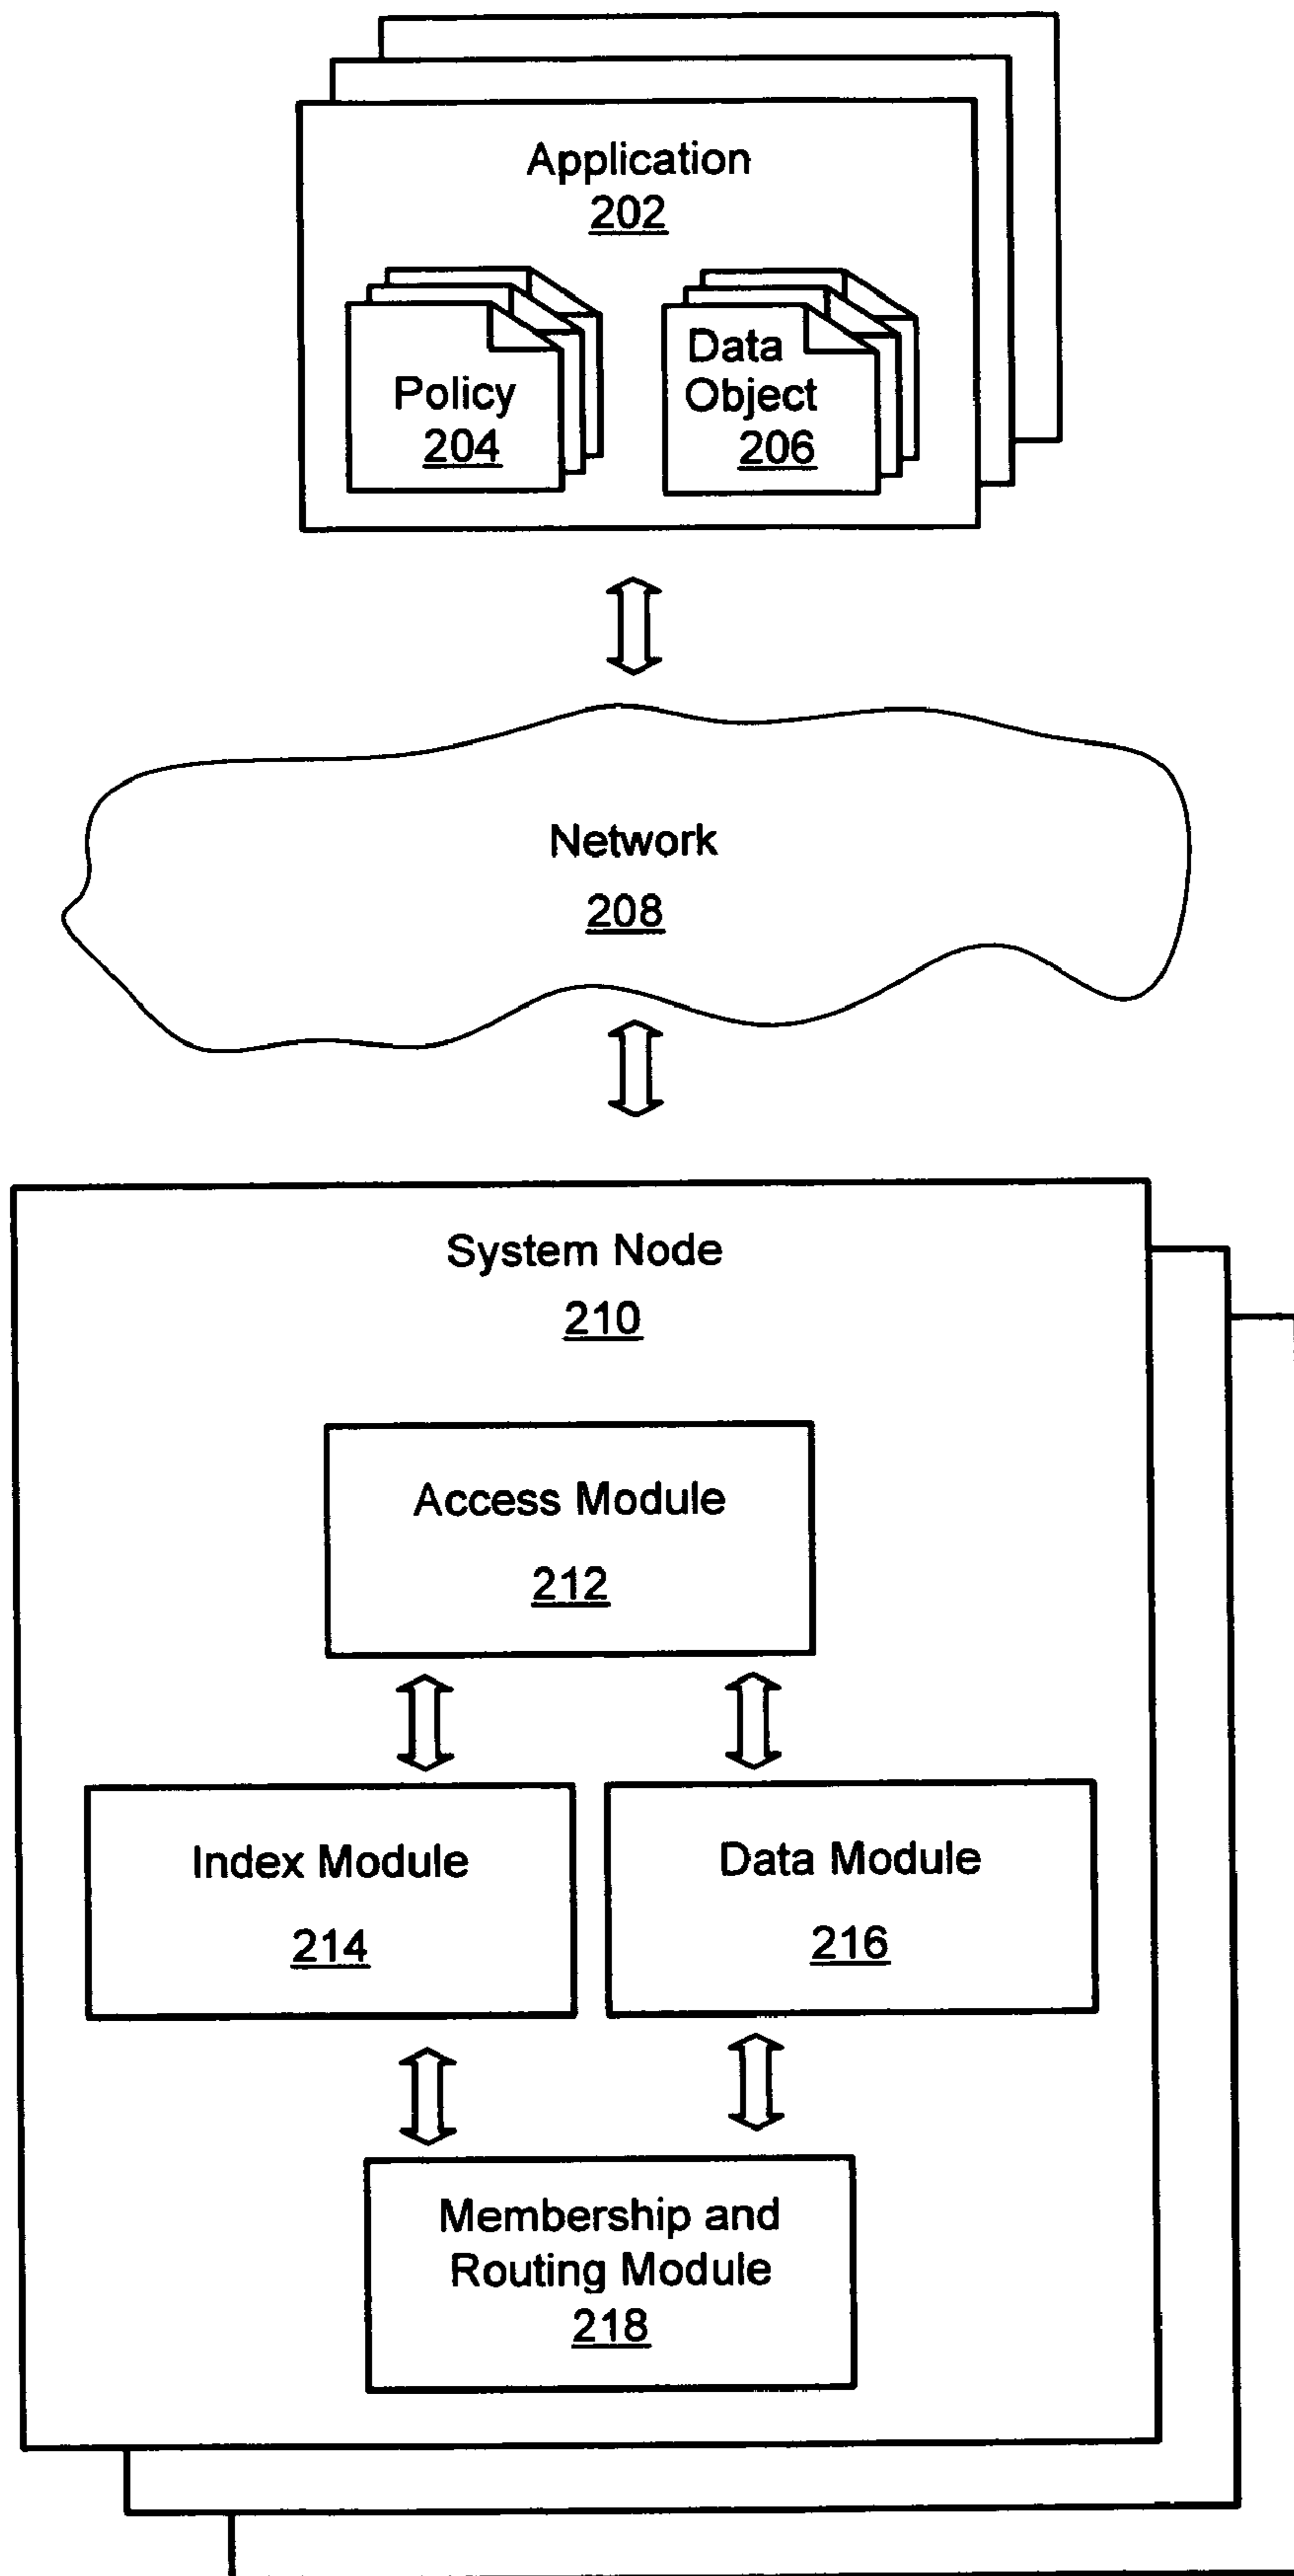 Application
202
Policy
204
Data
Object
206
Network
208
System Node
210
Access Module
212
Index Module
214
Data Module
216
Membership and
Routing Module
218